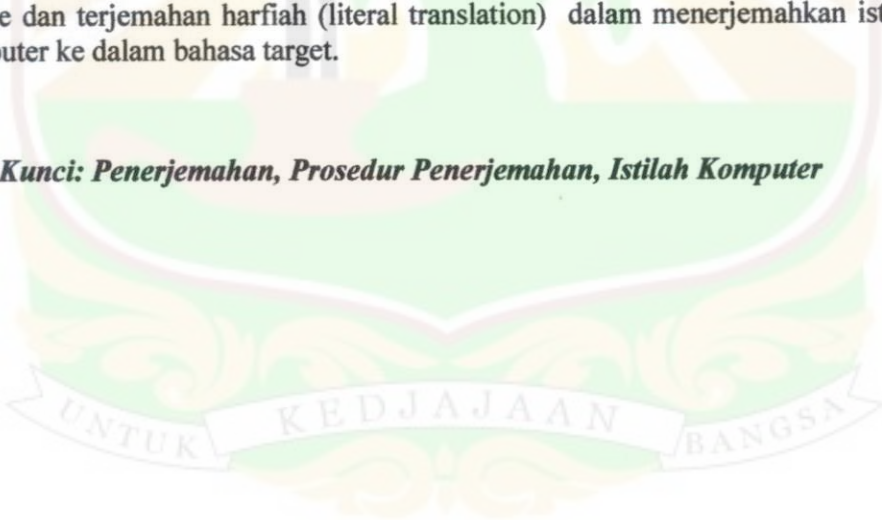 e dan terjemahan harfiah (literal translation) dalam menerjemahkan ist
uter ke dalam bahasa target.
Kunci: Penerjemahan, Prosedur Penerjemahan, Istilah Komputer
UNTUK KEDJAJAAN BANGSA